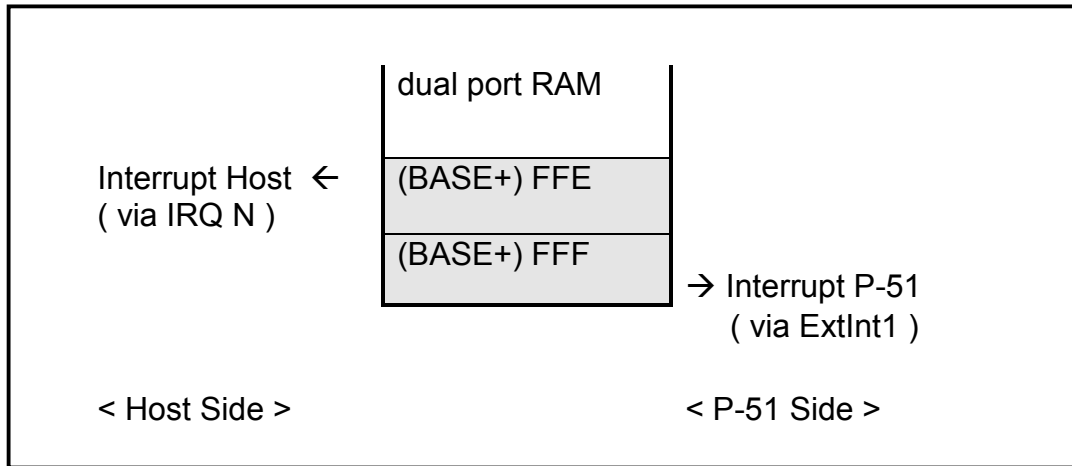 dual port RAM
Interrupt Host ←
( via IRQ N )
(BASE+) FFE
(BASE+) FFF
→ Interrupt P-51
( via ExtInt1 )
< Host Side >
< P-51 Side >